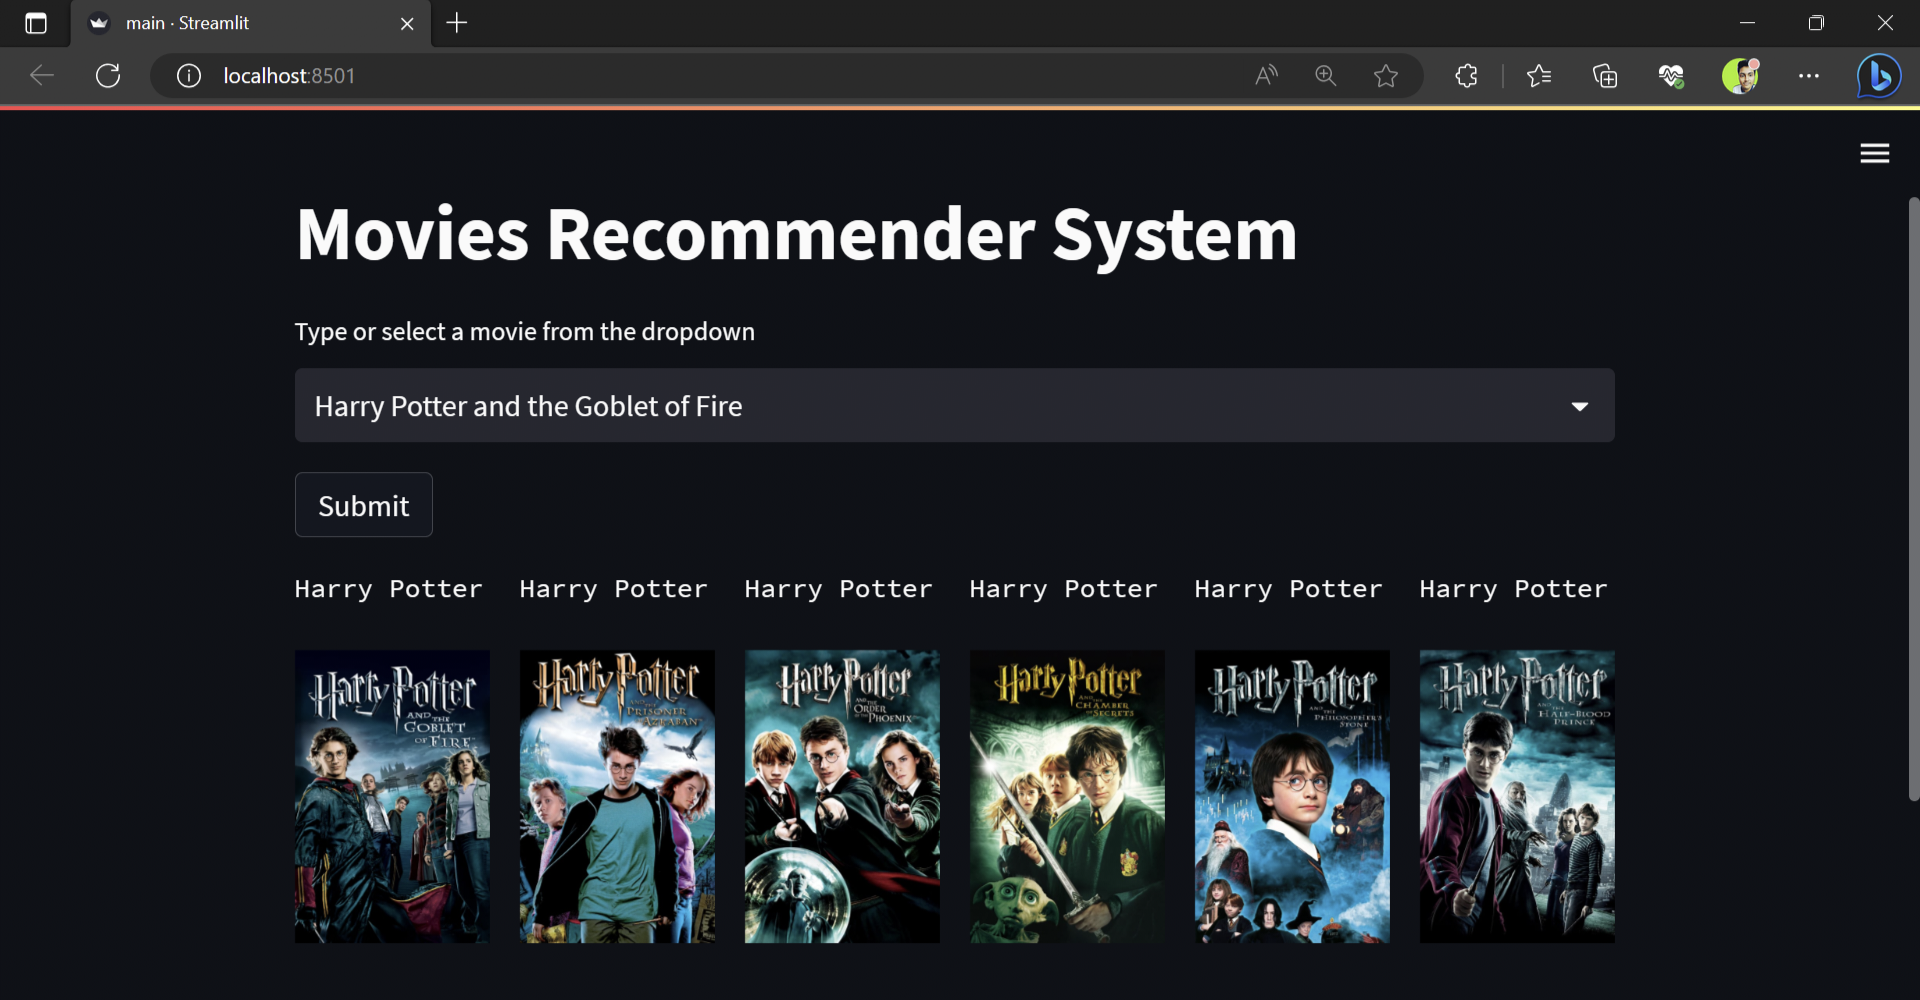 main · Streamlit
localhost:8501
Movies Recommender System
Type or select a movie from the dropdown
Harry Potter and the Goblet of Fire
Submit
Harry Potter Harry Potter Harry Potter Harry Potter Harry Potter Harry Potter
Harry Potter
AND THE
GOBLET
OF FIRE
Harry Potter
AND THE
PRISONER
OF AZKABAN
Harry Potter
AND THE
ORDER
OF THE PHOENIX
Harry Potter
AND THE
CHAMBER
OF SECRETS
Harry Potter
AND THE
PHILOSOPHER'S
STONE
Harry Potter
AND THE
HALF-BLOOD
PRINCE